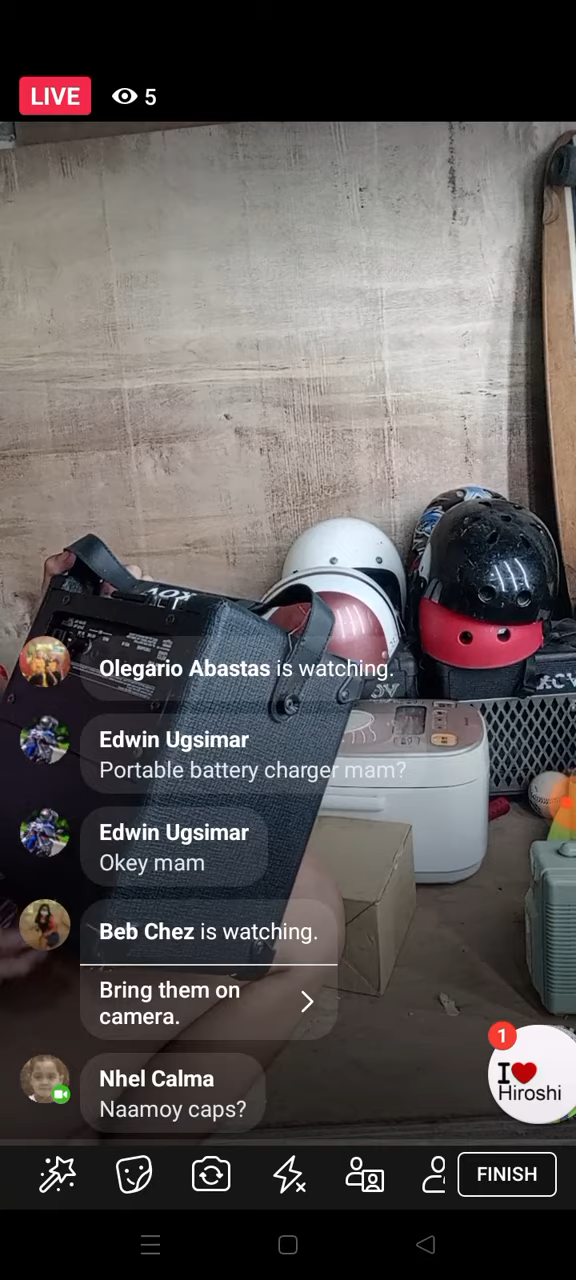 LIVE
5
Olegario Abastas is watching.
Edwin Ugsimar
Portable battery charger mam?
Edwin Ugsimar
Okey mam
Beb Chez is watching.
Bring them on
camera.
Nhel Calma
Naamoy caps?
1
I
Hiroshi
FINISH